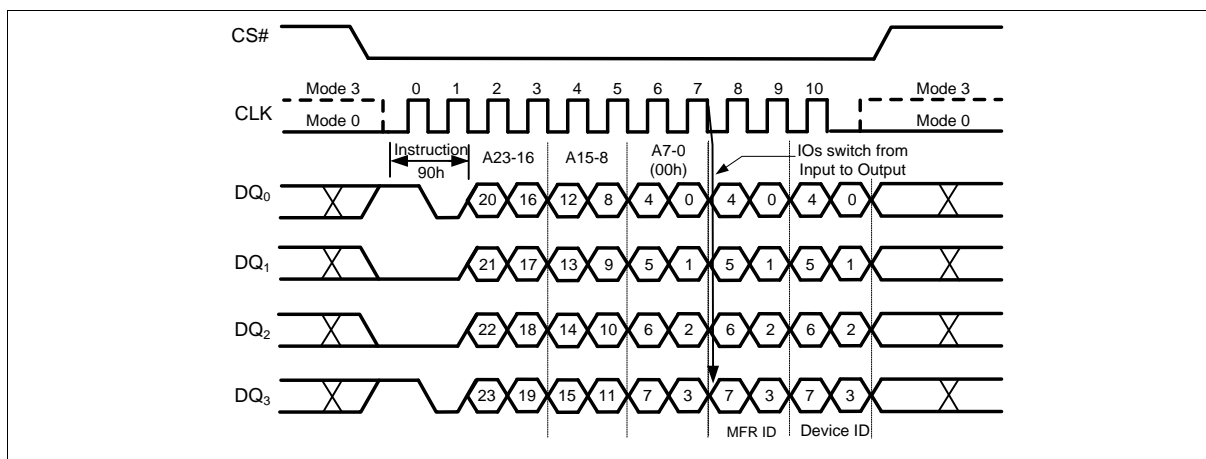 CS#
Mode 3 0 1 2 3 4 5 6 7 8 9 10 Mode 3
CLK
Mode 0 Mode 0
Instruction A23-16 A15-8 A7-0 IOs switch from
90h (00h) Input to Output
DQ0 20 16 12 8 4 0 4 0 4 0
DQ1 21 17 13 9 5 1 5 1 5 1
DQ2 22 18 14 10 6 2 6 2 6 2
DQ3 23 19 15 11 7 3 7 3 7 3
MFR ID Device ID